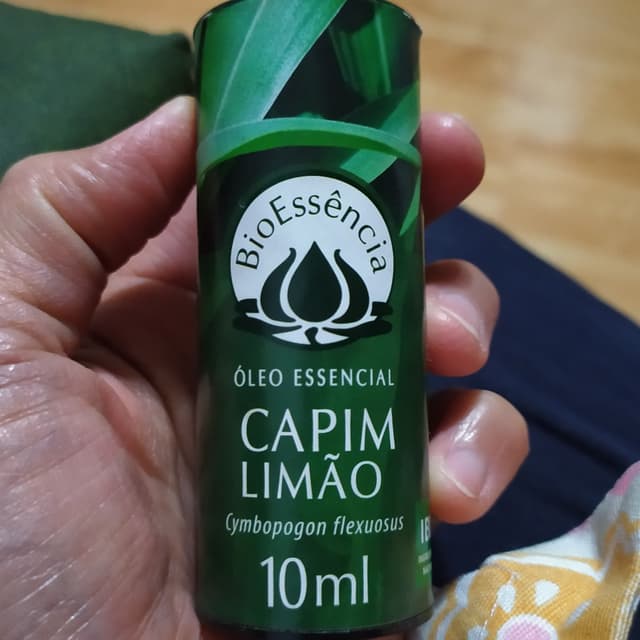 BioEssência
ÓLEO ESSENCIAL
CAPIM
LIMÃO
Cymbopogon flexuosus
10ml